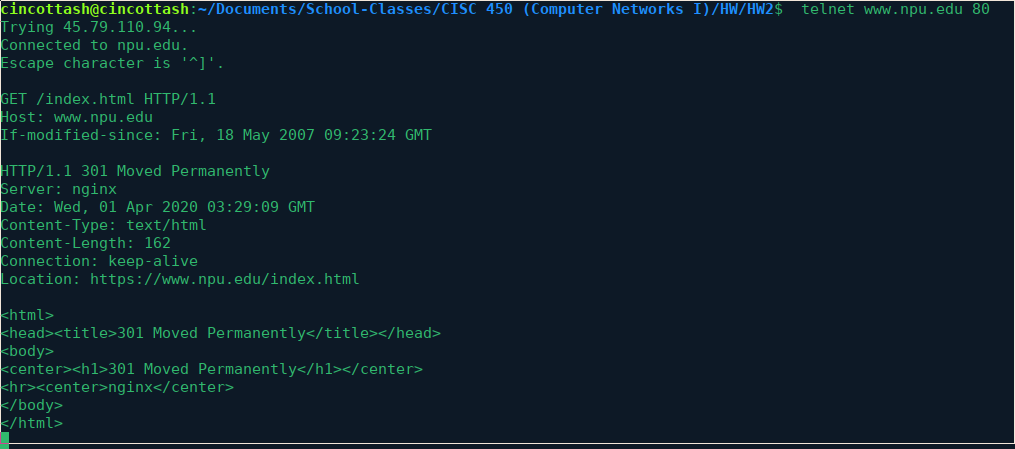 cincottash@cincottash:~/Documents/School-Classes/CISC 450 (Computer Networks I)/HW/HW2$  telnet www.npu.edu 80
Trying 45.79.110.94...
Connected to npu.edu.
Escape character is '^]'.

GET /index.html HTTP/1.1
Host: www.npu.edu
If-modified-since: Fri, 18 May 2007 09:23:24 GMT

HTTP/1.1 301 Moved Permanently
Server: nginx
Date: Wed, 01 Apr 2020 03:29:09 GMT
Content-Type: text/html
Content-Length: 162
Connection: keep-alive
Location: https://www.npu.edu/index.html

<html>
<head><title>301 Moved Permanently</title></head>
<body>
<center><h1>301 Moved Permanently</h1></center>
<hr><center>nginx</center>
</body>
</html>